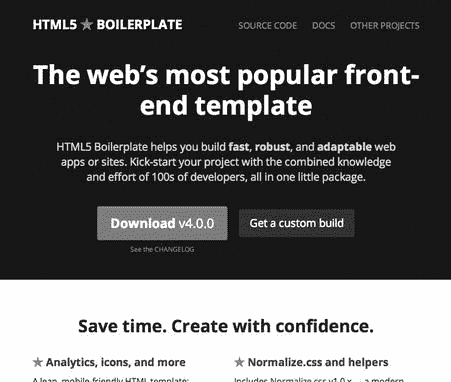 HTML5 ★ BOILERPLATE
SOURCE CODE DOCS OTHER PROJECTS
The web’s most popular front-
end template
HTML5 Boilerplate helps you build fast, robust, and adaptable web
apps or sites. Kick-start your project with the combined knowledge
and effort of 100s of developers, all in one little package.
Download v4.0.0
Get a custom build
See the CHANGELOG
Save time. Create with confidence.
★ Analytics, icons, and more
★ Normalize.css and helpers
A lean, mobile-friendly HTML template;
Includes Normalize.css v1.0.x — a modern